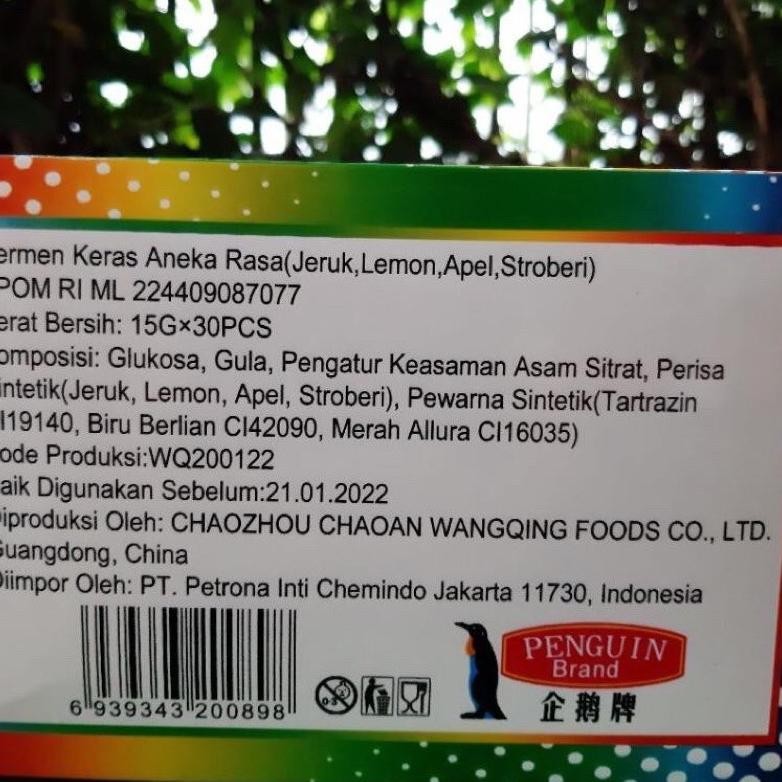 ermen Keras Aneka Rasa(Jeruk,Lemon,Apel,Stroberi)
POM RI ML 224409087077
erat Bersih: 15G×30PCS
omposisi: Glukosa, Gula, Pengatur Keasaman Asam Sitrat, Perisa
intetik(Jeruk, Lemon, Apel, Stroberi), Pewarna Sintetik(Tartrazin
I19140, Biru Berlian CI42090, Merah Allura CI16035)
ode Produksi:WQ200122
aik Digunakan Sebelum:21.01.2022
iproduksi Oleh: CHAOZHOU CHAOAN WANGQING FOODS CO., LTD.
Guangdong, China
Diimpor Oleh: PT. Petrona Inti Chemindo Jakarta 11730, Indonesia
6 939343 200898
0-3
PENGUIN
Brand
企鹅牌